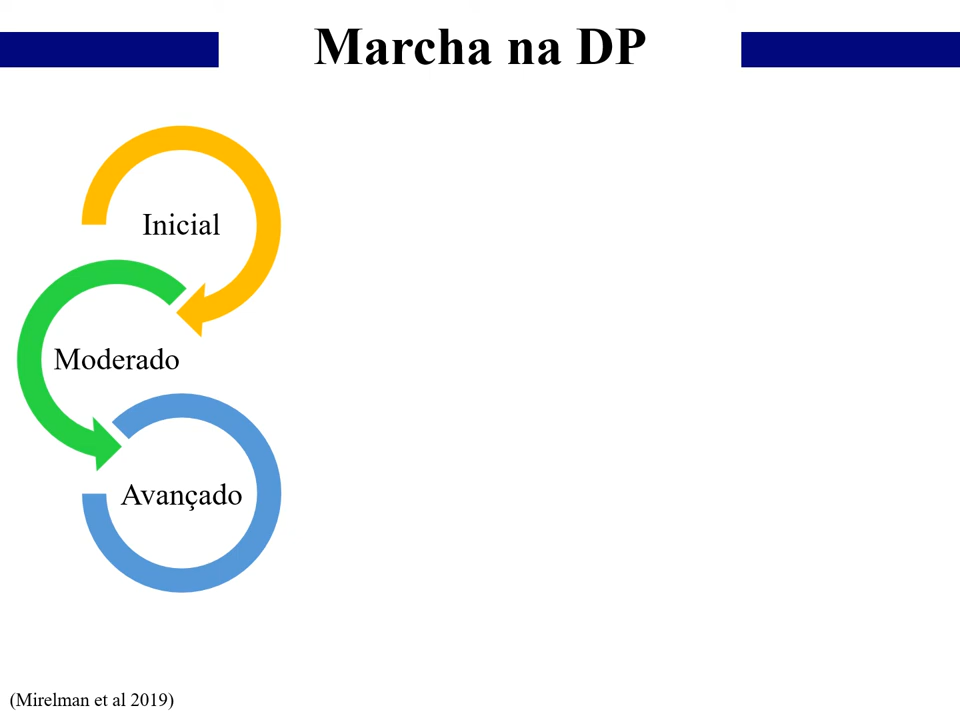 Marcha na DP
Inicial
Moderado
Avançado
(Mirelman et al 2019)